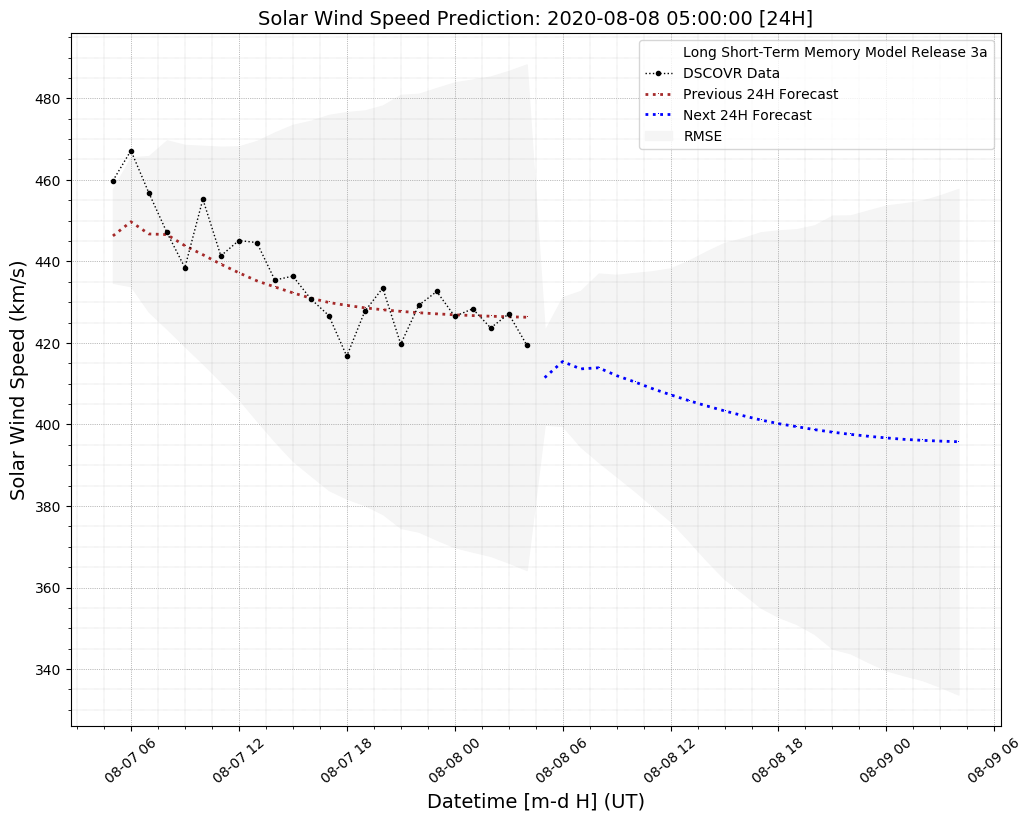 Solar Wind Speed Prediction: 2020-08-08 05:00:00 [24H]
Long Short-Term Memory Model Release 3a
DSCOVR Data
Previous 24H Forecast
Next 24H Forecast
RMSE
Solar Wind Speed (km/s)
480
460
440
420
400
380
360
340
08-07 06
08-07 12
08-07 18
08-08 00
08-08 06
08-08 12
08-08 18
08-09 00
08-09 06
Datetime [m-d H] (UT)